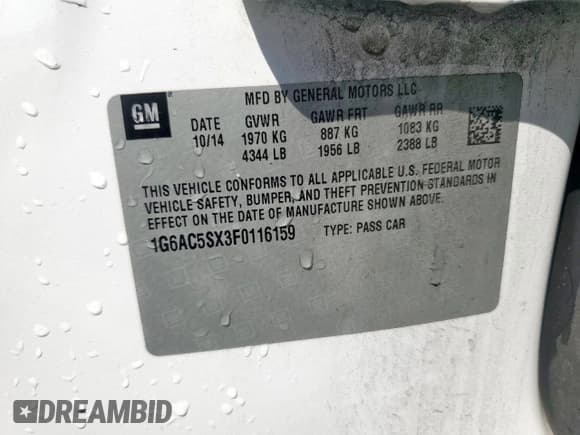 GM
MFD BY GENERAL MOTORS LLC
DATE GVWR GAWR FRT GAWR RR
10/14 1970 KG 887 KG 1083 KG
4344 LB 1956 LB 2388 LB
THIS VEHICLE CONFORMS TO ALL APPLICABLE U.S. FEDERAL MOTOR
VEHICLE SAFETY, BUMPER, AND THEFT PREVENTION STANDARDS IN
EFFECT ON THE DATE OF MANUFACTURE SHOWN ABOVE.
1G6AC5SX3F0116159 TYPE: PASS CAR
DREAMBID